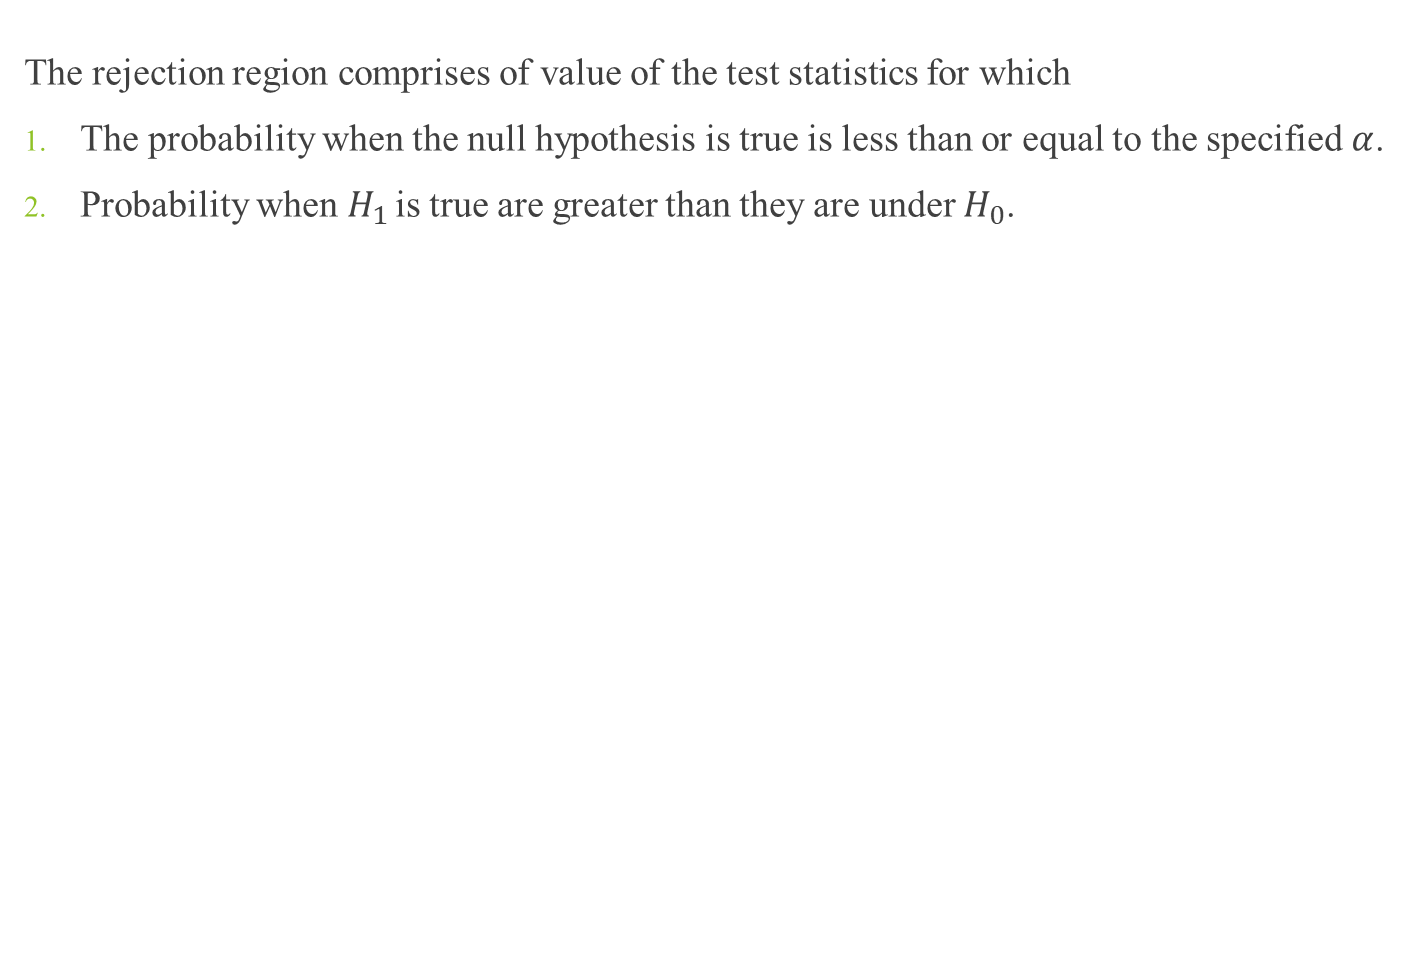 The rejection region comprises of value of the test statistics for which
1. The probability when the null hypothesis is true is less than or equal to the specified α.
2. Probability when H₁ is true are greater than they are under H₀.